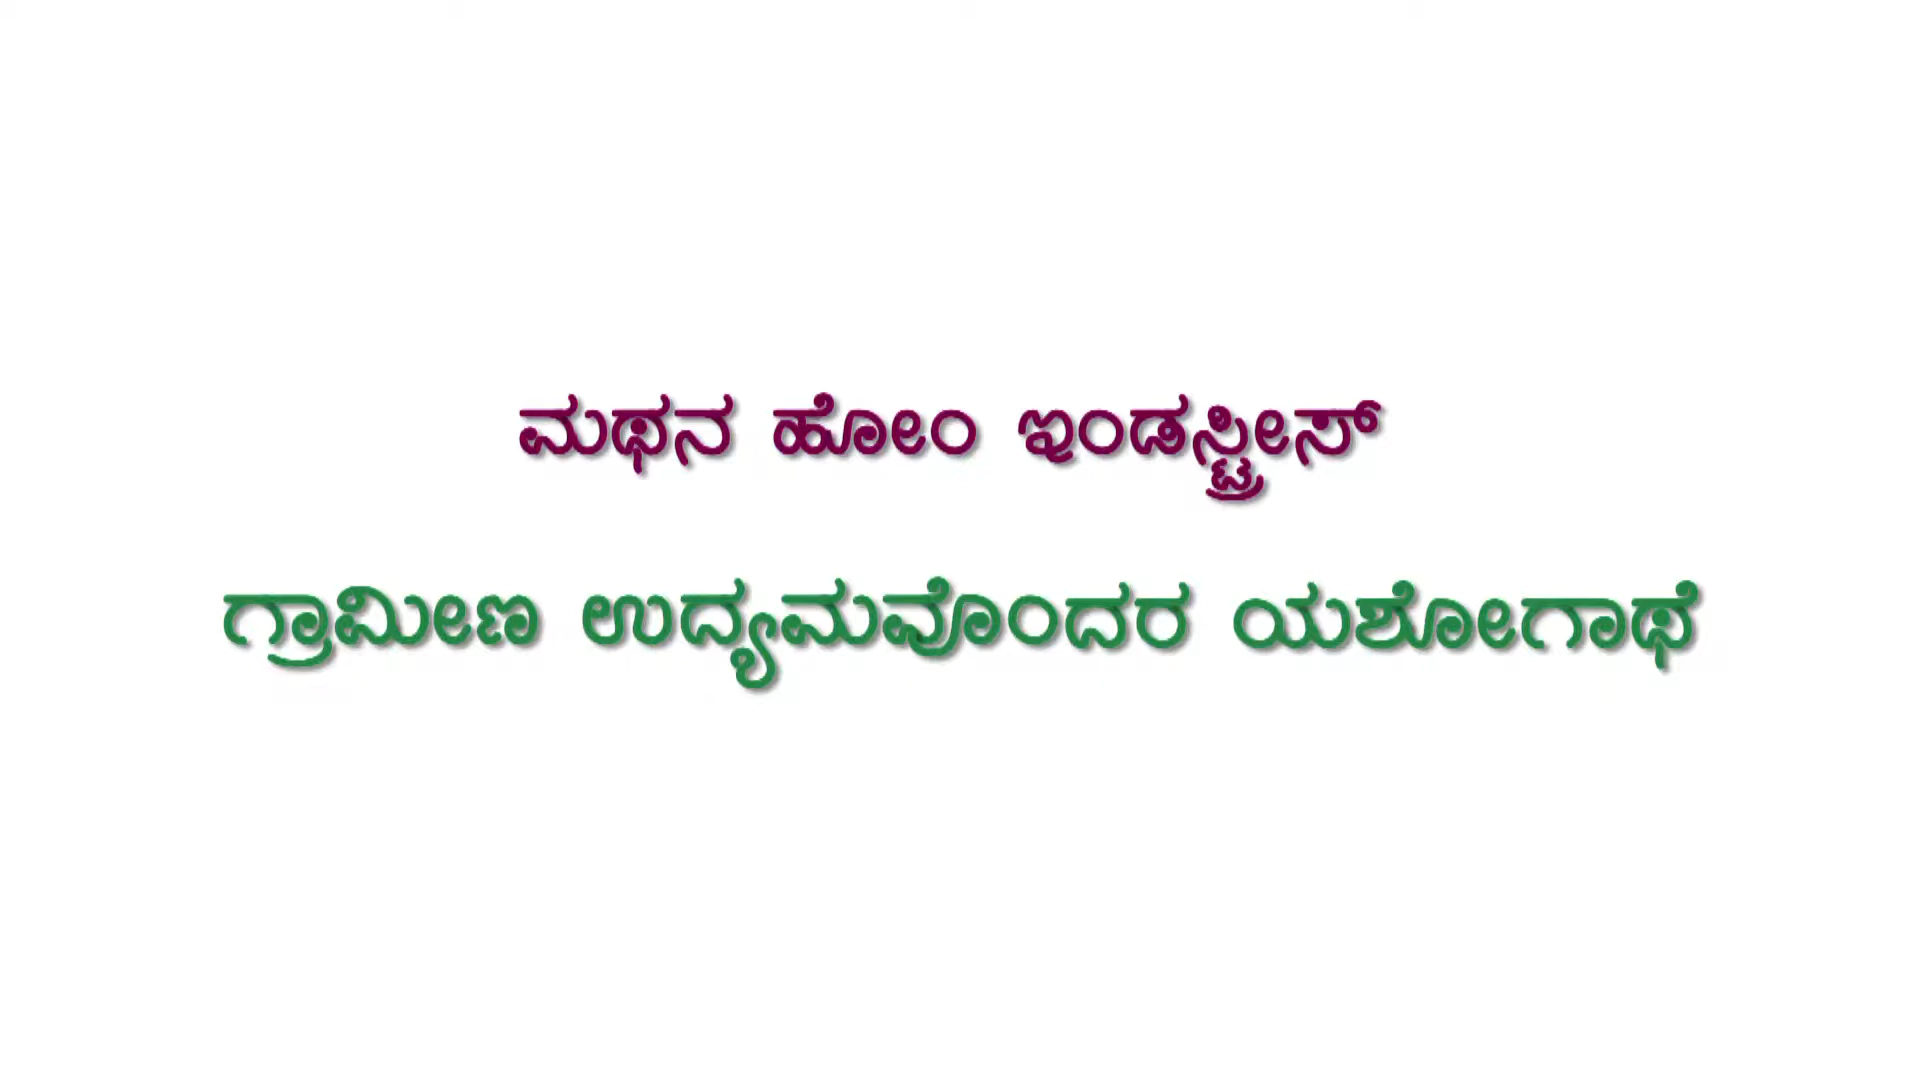 ಮಥನ ಹೋಂ ಇಂಡಸ್ಟ್ರೀಸ್
ಗ್ರಾಮೀಣ ಉದ್ಯಮವೊಂದರ ಯಶೋಗಾಥೆ